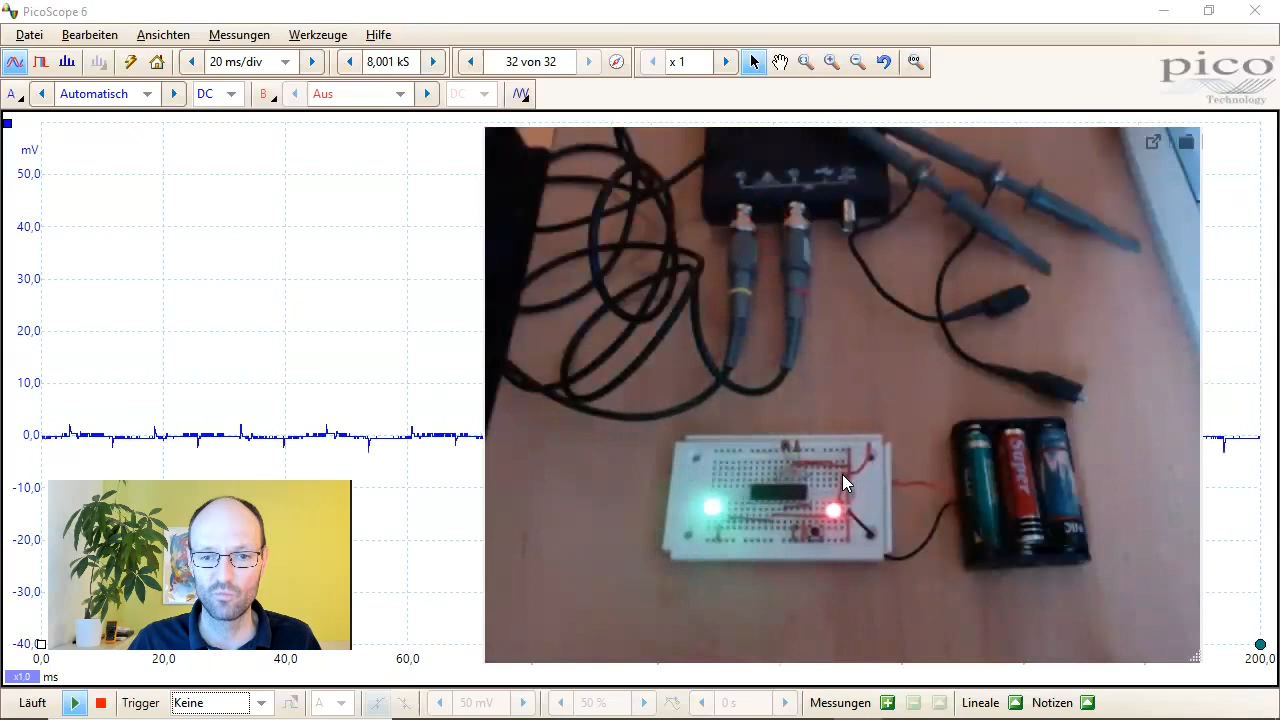 PicoScope 6
Datei Bearbeiten Ansichten Messungen Werkzeuge Hilfe
20 ms/div 8,001 kS 32 von 32 x 1
A Automatisch DC B Aus DC
pico
Technology
mV
50,0
40,0
30,0
20,0
10,0
0,0
-10,0
-20,0
-30,0
-40,0
0,0 20,0 40,0 60,0 200,0
x1,0 ms
Super
Läuft Trigger Keine A 50 mV 50 % 0 s Messungen Lineale Notizen